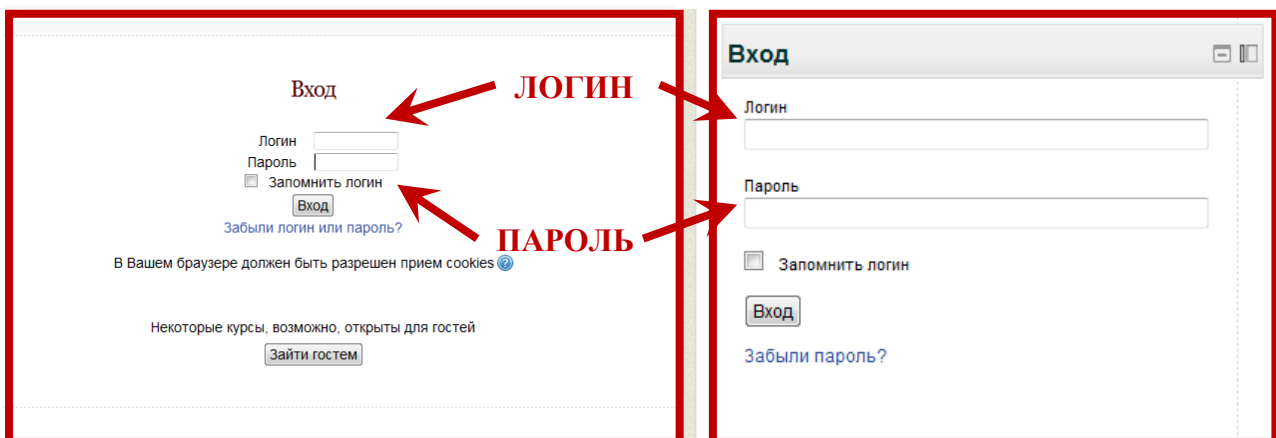 Вход
Логин
Пароль
Запомнить логин
Вход
Забыли логин или пароль?
В Вашем браузере должен быть разрешен прием cookies
Некоторые курсы, возможно, открыты для гостей
Зайти гостем
ЛОГИН
ПАРОЛЬ
Вход
Логин
Пароль
Запомнить логин
Вход
Забыли пароль?